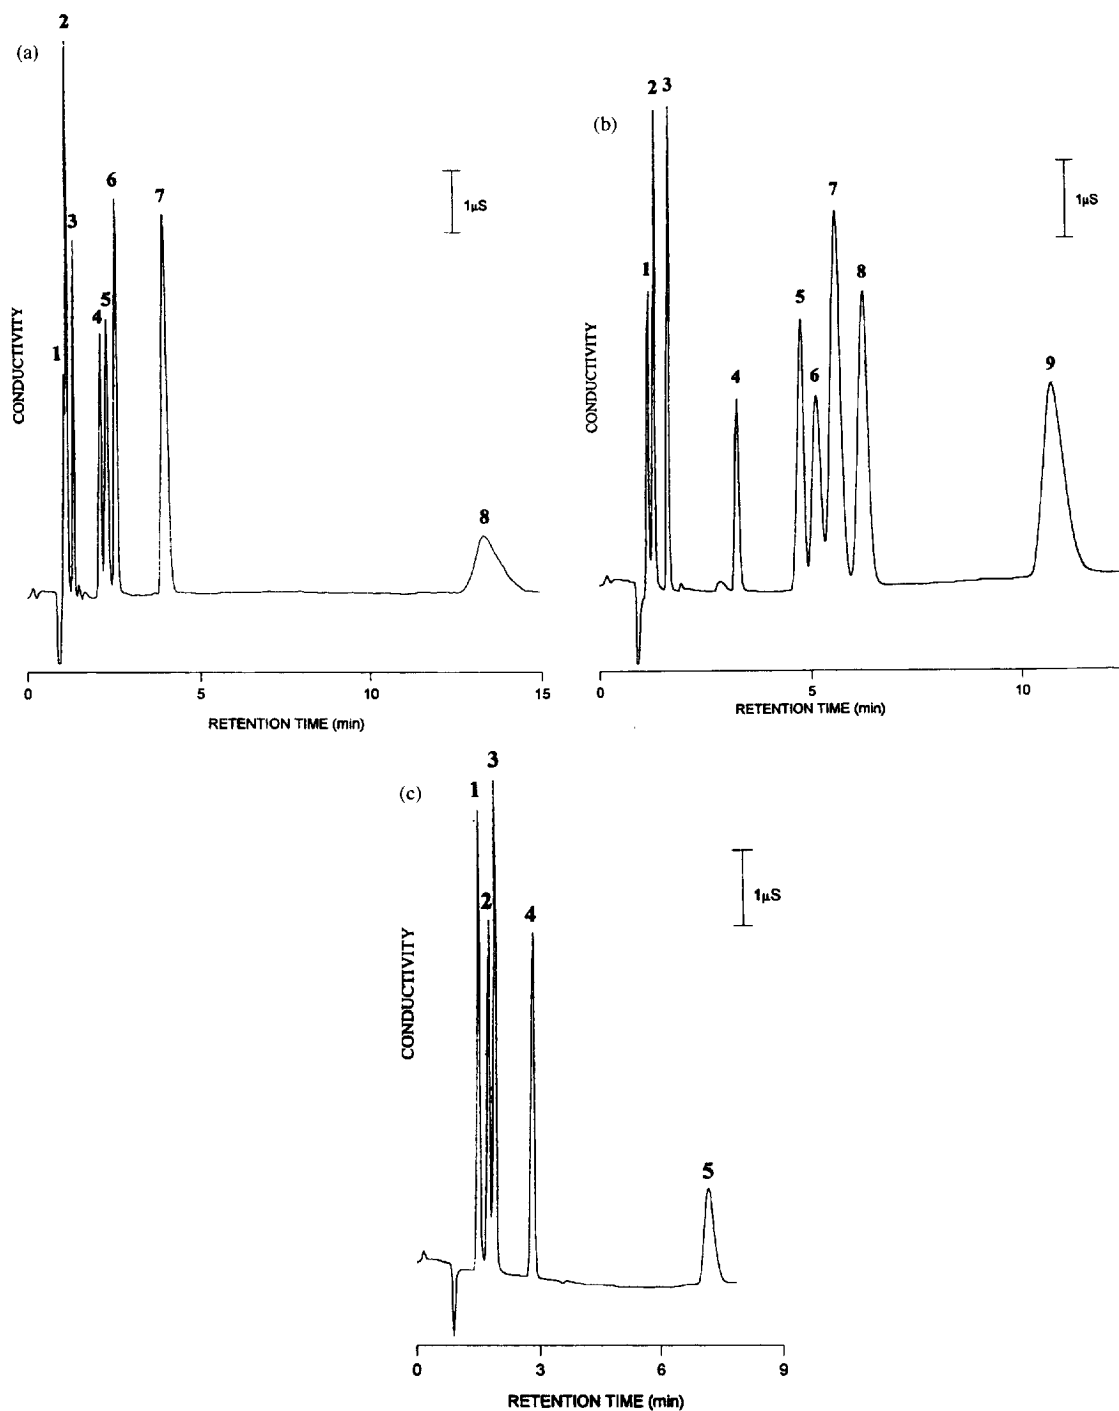 (a)
2
6
7
3
5
4
1
8
1μS
CONDUCTIVITY
0 5 10 15
RETENTION TIME (min)
(b)
2 3
7
1
8
5
9
4
6
1μS
CONDUCTIVITY
0 5 10
RETENTION TIME (min)
(c)
3
1
2
4
5
1μS
CONDUCTIVITY
0 3 6 9
RETENTION TIME (min)